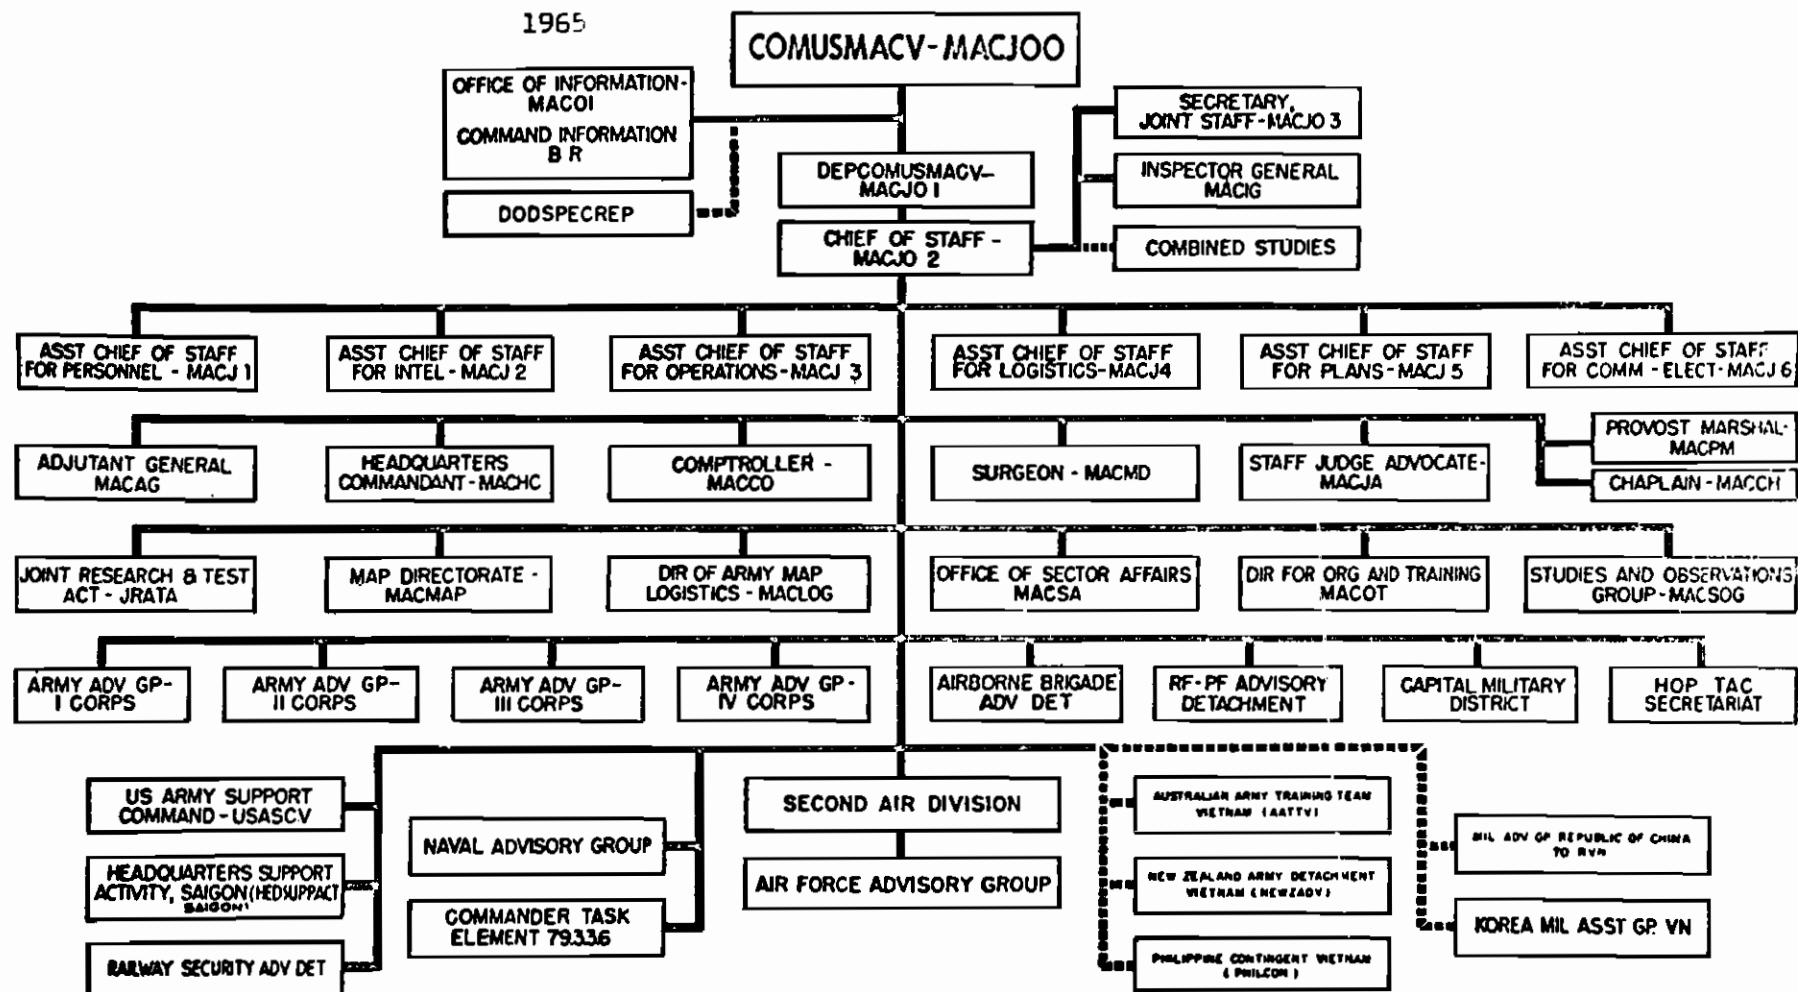 1965
COMUSMACV-MACJ00
OFFICE OF INFORMATION-
MACOI
COMMAND INFORMATION
B R
DODSPECREP
SECRETARY,
JOINT STAFF-MACJO 3
DEPCOMUSMACV-
MACJO 1
INSPECTOR GENERAL
MACIG
CHIEF OF STAFF -
MACJO 2
COMBINED STUDIES
ASST CHIEF OF STAFF
FOR PERSONNEL - MACJ 1
ASST CHIEF OF STAFF
FOR INTEL - MACJ 2
ASST CHIEF OF STAFF
FOR OPERATIONS-MACJ 3
ASST CHIEF OF STAFF
FOR LOGISTICS-MACJ4
ASST CHIEF OF STAFF
FOR PLANS-MACJ 5
ASST CHIEF OF STAFF
FOR COMM - ELECT-MACJ 6
ADJUTANT GENERAL
MACAG
HEADQUARTERS
COMMANDANT-MACHC
COMPTROLLER -
MACCO
SURGEON - MACMD
STAFF JUDGE ADVOCATE-
MACJA
PROVOST MARSHAL-
MACPM
CHAPLAIN-MACCH
JOINT RESEARCH & TEST
ACT - JRATA
MAP DIRECTORATE -
MACMAP
DIR OF ARMY MAP
LOGISTICS - MACLOG
OFFICE OF SECTOR AFFAIRS
MACSA
DIR FOR ORG AND TRAINING
MACOT
STUDIES AND OBSERVATIONS
GROUP-MACSOG
ARMY ADV GP-
I CORPS
ARMY ADV GP-
II CORPS
ARMY ADV GP-
III CORPS
ARMY ADV GP-
IV CORPS
AIRBORNE BRIGADE
ADV DET
RF-PF ADVISORY
DETACHMENT
CAPITAL MILITARY
DISTRICT
HOP TAC
SECRETARIAT
US ARMY SUPPORT
COMMAND-USASCV
HEADQUARTERS SUPPORT
ACTIVITY, SAIGON (HEDSUPPACT
SAIGON)
RAILWAY SECURITY ADV DET
NAVAL ADVISORY GROUP
COMMANDER TASK
ELEMENT 79.3.3.6
SECOND AIR DIVISION
AIR FORCE ADVISORY GROUP
AUSTRALIAN ARMY TRAINING TEAM
VIETNAM (AATTV)
NEW ZEALAND ARMY DETACHMENT
VIETNAM (NEWZADV)
PHILIPPINE CONTINGENT VIETNAM
(PHILCON)
MIL ADV GP REPUBLIC OF CHINA
TO RVN
KOREA MIL ASST GP. VN